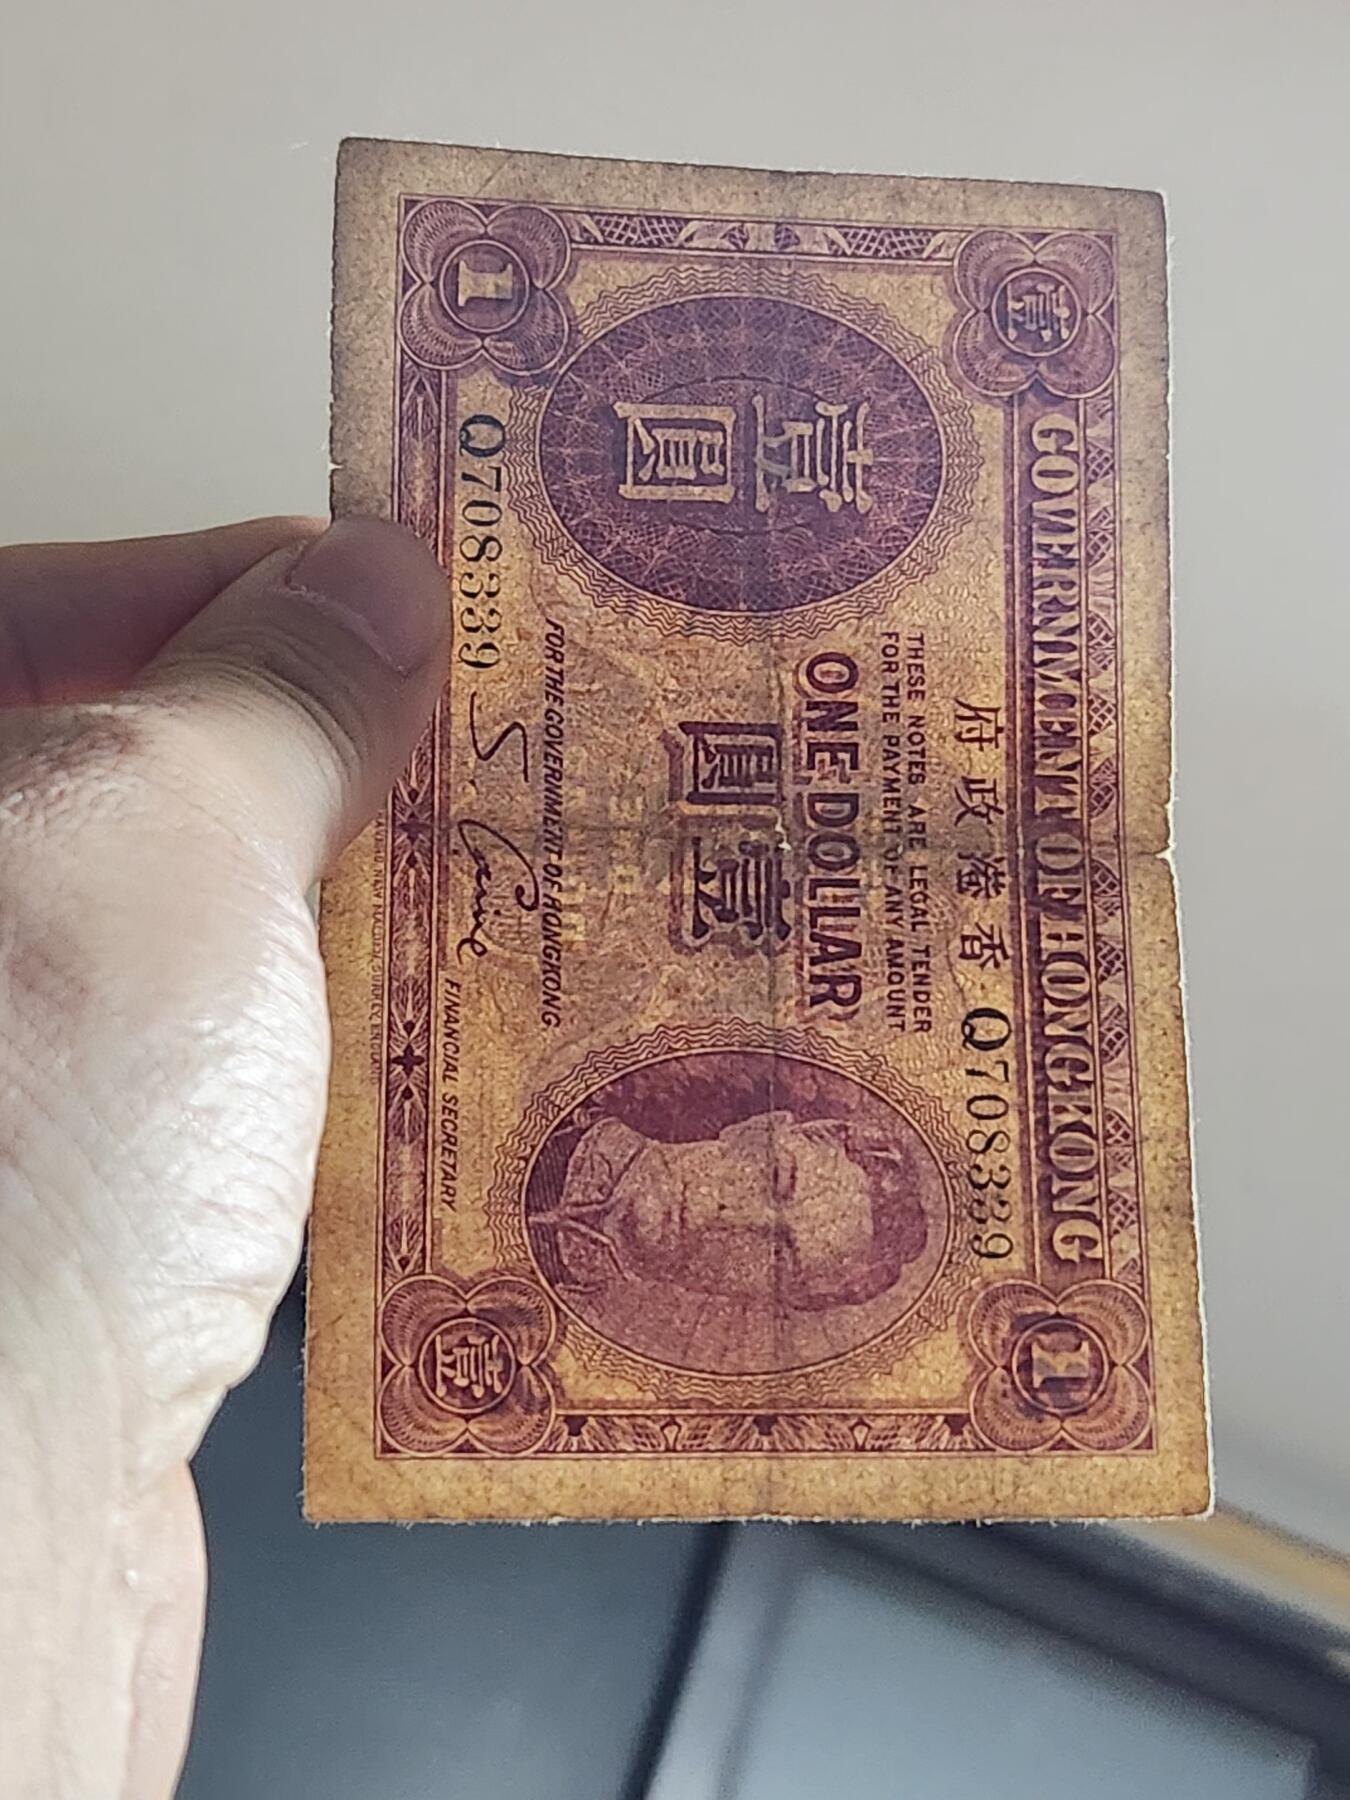 GOVERNMENT OF HONGKONG
府政港香
Q708339
THESE NOTES ARE LEGAL TENDER
FOR THE PAYMENT OF ANY AMOUNT
ONE DOLLAR
圓壹
壹圓
FOR THE GOVERNMENT OF HONGKONG
Q708339
FINANCIAL SECRETARY
1
壹
壹
1